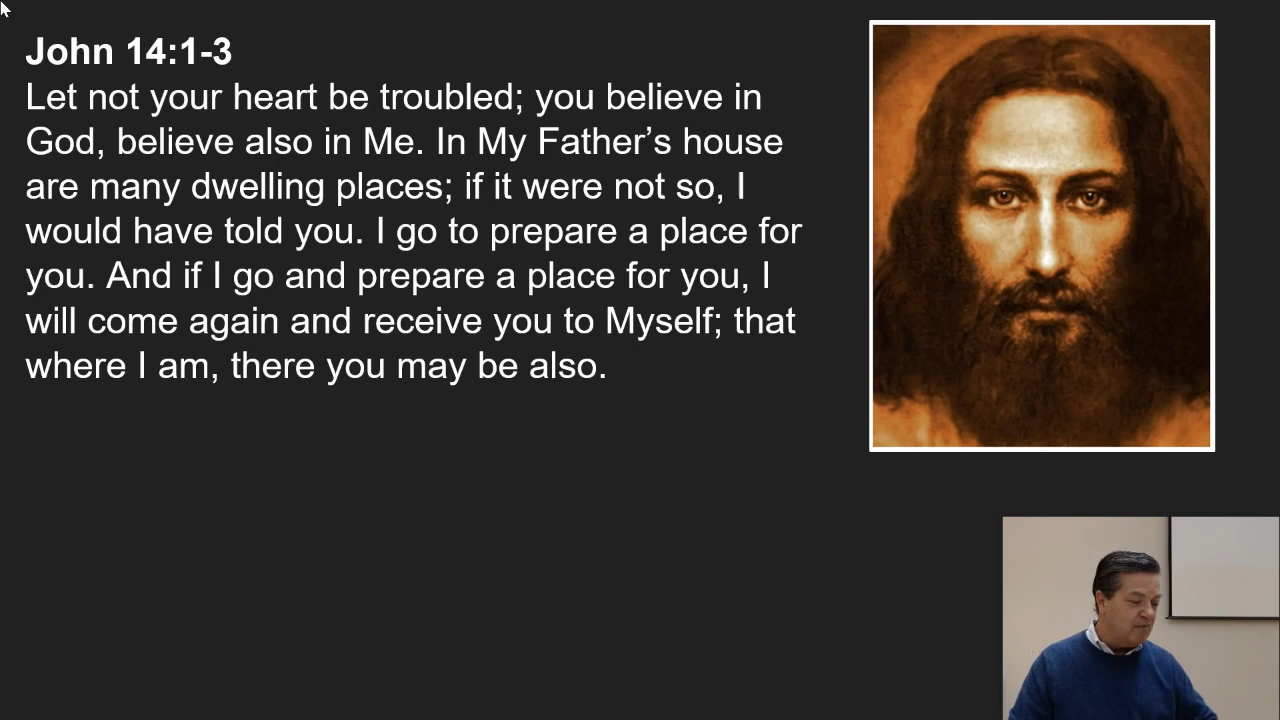 John 14:1-3
Let not your heart be troubled; you believe in
God, believe also in Me. In My Father’s house
are many dwelling places; if it were not so, I
would have told you. I go to prepare a place for
you. And if I go and prepare a place for you, I
will come again and receive you to Myself; that
where I am, there you may be also.